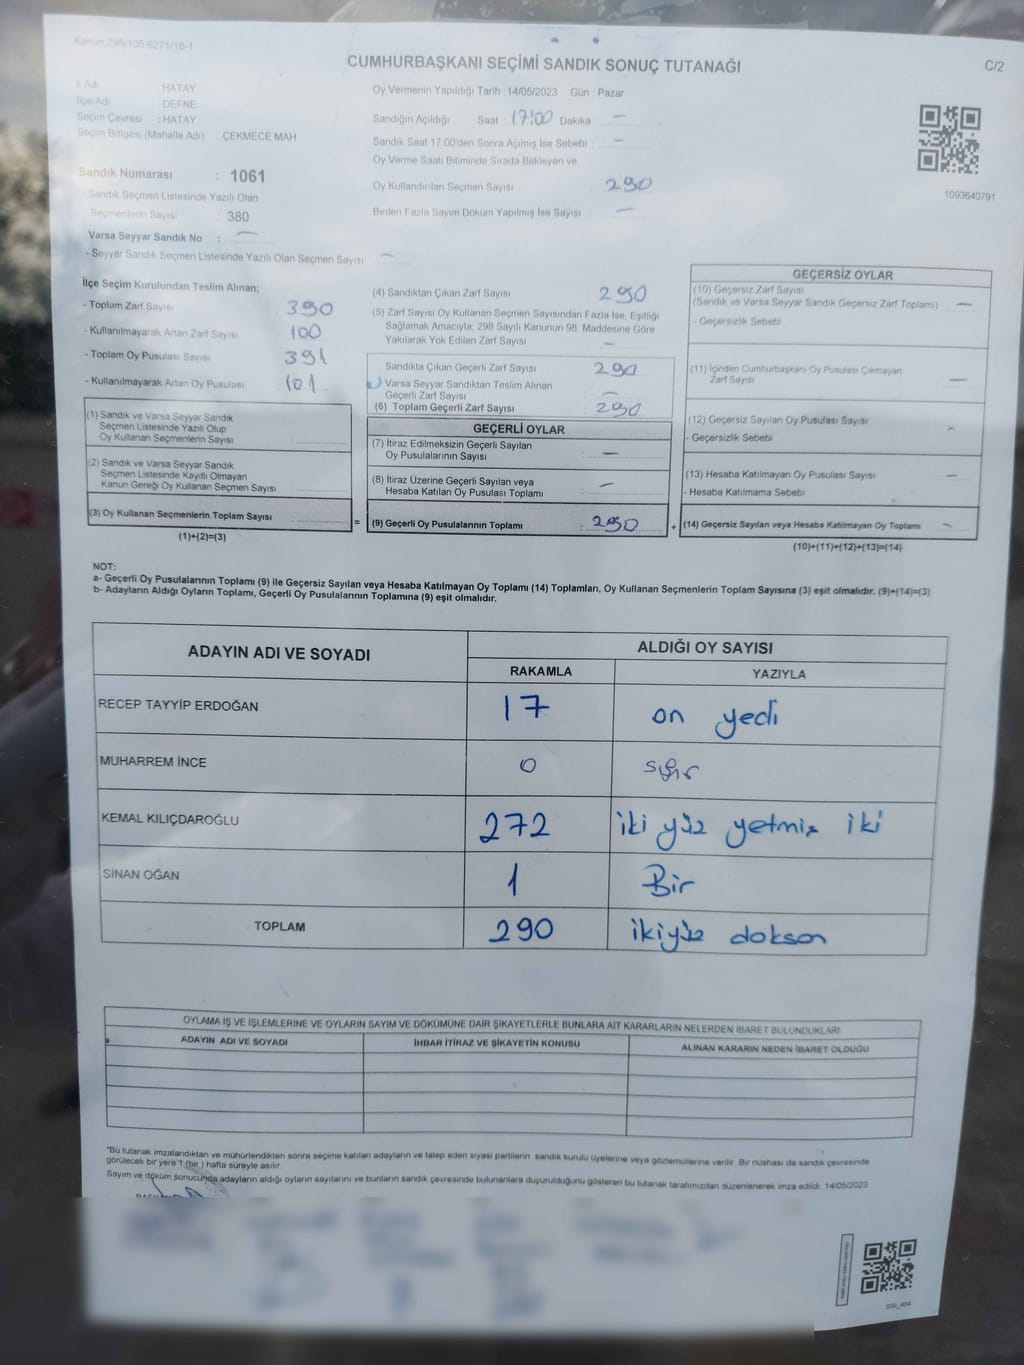 Kanun:298/105.6271/18-1
CUMHURBAŞKANI SEÇİMİ SANDIK SONUÇ TUTANAĞI
C/2
İl Adı HATAY
İlçe Adı DEFNE
Seçim Çevresi : HATAY
Seçim Bölgesi (Mahalle Adı) : ÇEKMECE MAH.
Sandık Numarası : 1061
- Sandık Seçmen Listesinde Yazılı Olan
Seçmenlerin Sayısı : 380
Varsa Seyyar Sandık No : —
- Seyyar Sandık Seçmen Listesinde Yazılı Olan Seçmen Sayısı: —
Oy Vermenin Yapıldığı Tarih :14/05/2023 Gün : Pazar
Sandığın Açıldığı Saat : 17:00 Dakika : —
Sandık Saat 17:00'den Sonra Açımış İse Sebebi : —
Oy Verme Saati Bitiminde Sırada Bekleyen ve
Oy Kullandırılan Seçmen Sayısı : 290
Birden Fazla Sayım Döküm Yapılmış İse Sayısı : —
1093640791
İlçe Seçim Kurulundan Teslim Alınan;
- Toplam Zarf Sayısı : 390
- Kullanılmayarak Artan Zarf Sayısı : 100
- Toplam Oy Pusulası Sayısı : 391
- Kullanılmayarak Artan Oy Pusulası : 101
(1) Sandık ve Varsa Seyyar Sandık
Seçmen Listesinde Yazılı Olup
Oy Kullanan Seçmenlerin Sayısı :
(2) Sandık ve Varsa Seyyar Sandık
Seçmen Listesinde Kayıtlı Olmayan
Kanun Gereği Oy Kullanan Seçmen Sayısı :
(3) Oy Kullanan Seçmenlerin Toplam Sayısı :
(1)+(2)=(3)
=
(4) Sandıktan Çıkan Zarf Sayısı : 290
(5) Zarf Sayısı Oy Kullanan Seçmen Sayısından Fazla İse, Eşitliği
Sağlamak Amacıyla; 298 Sayılı Kanunun 98. Maddesine Göre
Yakılarak Yok Edilen Zarf Sayısı : —
Sandıkta Çıkan Geçerli Zarf Sayısı : 290
Varsa Seyyar Sandıktan Teslim Alınan
Geçerli Zarf Sayısı : —
(6) Toplam Geçerli Zarf Sayısı : 290
GEÇERLİ OYLAR
(7) İtiraz Edilmeksizin Geçerli Sayılan
Oy Pusulalarının Sayısı : —
(8) İtiraz Üzerine Geçerli Sayılan veya
Hesaba Katılan Oy Pusulası Toplamı : —
(9) Geçerli Oy Pusulalarının Toplamı : 290
+
GEÇERSİZ OYLAR
(10) Geçersiz Zarf Sayısı
(Sandık ve Varsa Seyyar Sandık Geçersiz Zarf Toplamı) : —
- Geçersizlik Sebebi :
(11) İçinden Cumhurbaşkanı Oy Pusulası Çıkmayan
Zarf Sayısı : —
(12) Geçersiz Sayılan Oy Pusulası Sayısı : —
- Geçersizlik Sebebi
(13) Hesaba Katılmayan Oy Pusulası Sayısı : —
- Hesaba Katılmama Sebebi
(14) Geçersiz Sayılan veya Hesaba Katılmayan Oy Toplamı : —
(10)+(11)+(12)+(13)=(14)
NOT:
a- Geçerli Oy Pusulalarının Toplamı (9) ile Geçersiz Sayılan veya Hesaba Katılmayan Oy Toplamı (14) Toplamları, Oy Kullanan Seçmenlerin Toplam Sayısına (3) eşit olmalıdır. (9)+(14)=(3)
b- Adayların Aldığı Oyların Toplamı, Geçerli Oy Pusulalarının Toplamına (9) eşit olmalıdır.
ADAYIN ADI VE SOYADI
ALDIĞI OY SAYISI
RAKAMLA YAZIYLA
RECEP TAYYİP ERDOĞAN 17 on yedi
MUHARREM İNCE 0 sıfır
KEMAL KILIÇDAROĞLU 272 iki yüz yetmiş iki
SİNAN OĞAN 1 Bir
TOPLAM 290 ikiyüz doksan
OYLAMA İŞ VE İŞLEMLERİNE VE OYLARIN SAYIM VE DÖKÜMÜNE DAİR ŞİKAYETLERLE BUNLARA AİT KARARLARIN NELERDEN İBARET BULUNDUKLARI
ADAYIN ADI VE SOYADI İHBAR İTİRAZ VE ŞİKAYETİN KONUSU ALINAN KARARIN NEDEN İBARET OLDUĞU
*Bu tutanak imzalandıktan ve mühürlendikten sonra seçime katılan adayların ve talep eden siyasi partilerin sandık kurulu üyelerine veya gözlemcilerine verilir. Bir nüshası da sandık çevresinde
görülecek bir yere 1 (bir ) hafta süreyle asılır.
Sayım ve döküm sonucunda adayların aldığı oyların sayılarını ve bunların sandık çevresinde bulunanlara duyurulduğunu gösteren bu tutanak tarafımızdan düzenlenerek imza edildi. 14/05/2023
SSI_404